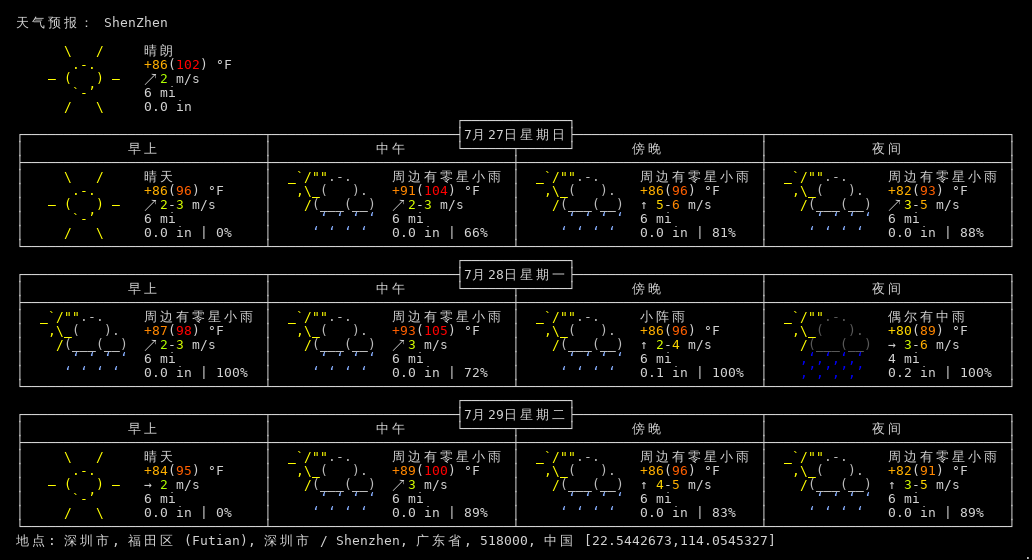 天气预报： ShenZhen
晴朗
+86(102) °F
↗2 m/s
6 mi
0.0 in
7月27日星期日
早上 中午 傍晚 夜间
晴天 周边有零星小雨 周边有零星小雨 周边有零星小雨
+86(96) °F +91(104) °F +86(96) °F +82(93) °F
↗2-3 m/s ↗2-3 m/s ↑ 5-6 m/s ↗3-5 m/s
6 mi 6 mi 6 mi 6 mi
0.0 in | 0% 0.0 in | 66% 0.0 in | 81% 0.0 in | 88%
7月28日星期一
早上 中午 傍晚 夜间
周边有零星小雨 周边有零星小雨 小阵雨 偶尔有中雨
+87(98) °F +93(105) °F +86(96) °F +80(89) °F
↗2-3 m/s ↗3 m/s ↑ 2-4 m/s → 3-6 m/s
6 mi 6 mi 6 mi 4 mi
0.0 in | 100% 0.0 in | 72% 0.1 in | 100% 0.2 in | 100%
7月29日星期二
早上 中午 傍晚 夜间
晴天 周边有零星小雨 周边有零星小雨 周边有零星小雨
+84(95) °F +89(100) °F +86(96) °F +82(91) °F
→ 2 m/s ↗3 m/s ↑ 4-5 m/s ↑ 3-5 m/s
6 mi 6 mi 6 mi 6 mi
0.0 in | 0% 0.0 in | 89% 0.0 in | 83% 0.0 in | 89%
地点: 深圳市, 福田区 (Futian), 深圳市 / Shenzhen, 广东省, 518000, 中国 [22.5442673,114.0545327]